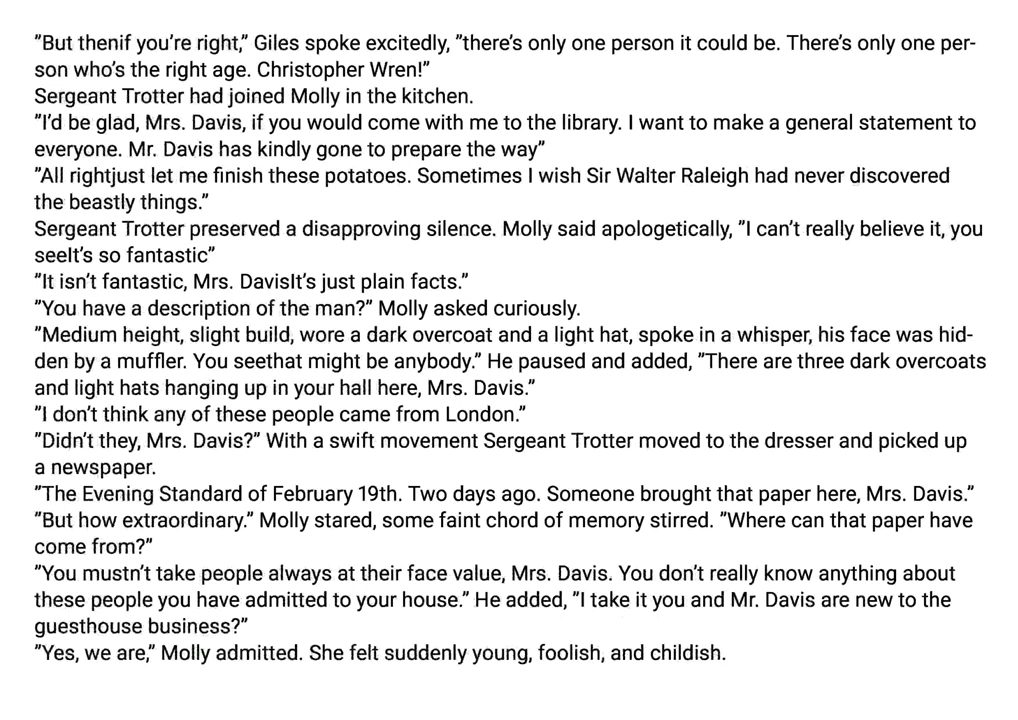 "But thenif you're right," Giles spoke excitedly, "there's only one person it could be. There's only one per-
son who's the right age. Christopher Wren!"
Sergeant Trotter had joined Molly in the kitchen.
"I'd be glad, Mrs. Davis, if you would come with me to the library. I want to make a general statement to
everyone. Mr. Davis has kindly gone to prepare the way"
"All rightjust let me finish these potatoes. Sometimes I wish Sir Walter Raleigh had never discovered
the beastly things."
Sergeant Trotter preserved a disapproving silence. Molly said apologetically, "I can't really believe it, you
seeIt's so fantastic"
"It isn't fantastic, Mrs. DavisIt's just plain facts."
"You have a description of the man?" Molly asked curiously.
"Medium height, slight build, wore a dark overcoat and a light hat, spoke in a whisper, his face was hid-
den by a muffler. You seethat might be anybody." He paused and added, "There are three dark overcoats
and light hats hanging up in your hall here, Mrs. Davis."
"I don't think any of these people came from London."
"Didn't they, Mrs. Davis?" With a swift movement Sergeant Trotter moved to the dresser and picked up
a newspaper.
"The Evening Standard of February 19th. Two days ago. Someone brought that paper here, Mrs. Davis."
"But how extraordinary." Molly stared, some faint chord of memory stirred. "Where can that paper have
come from?"
"You mustn't take people always at their face value, Mrs. Davis. You don't really know anything about
these people you have admitted to your house." He added, "I take it you and Mr. Davis are new to the
guesthouse business?"
"Yes, we are," Molly admitted. She felt suddenly young, foolish, and childish.